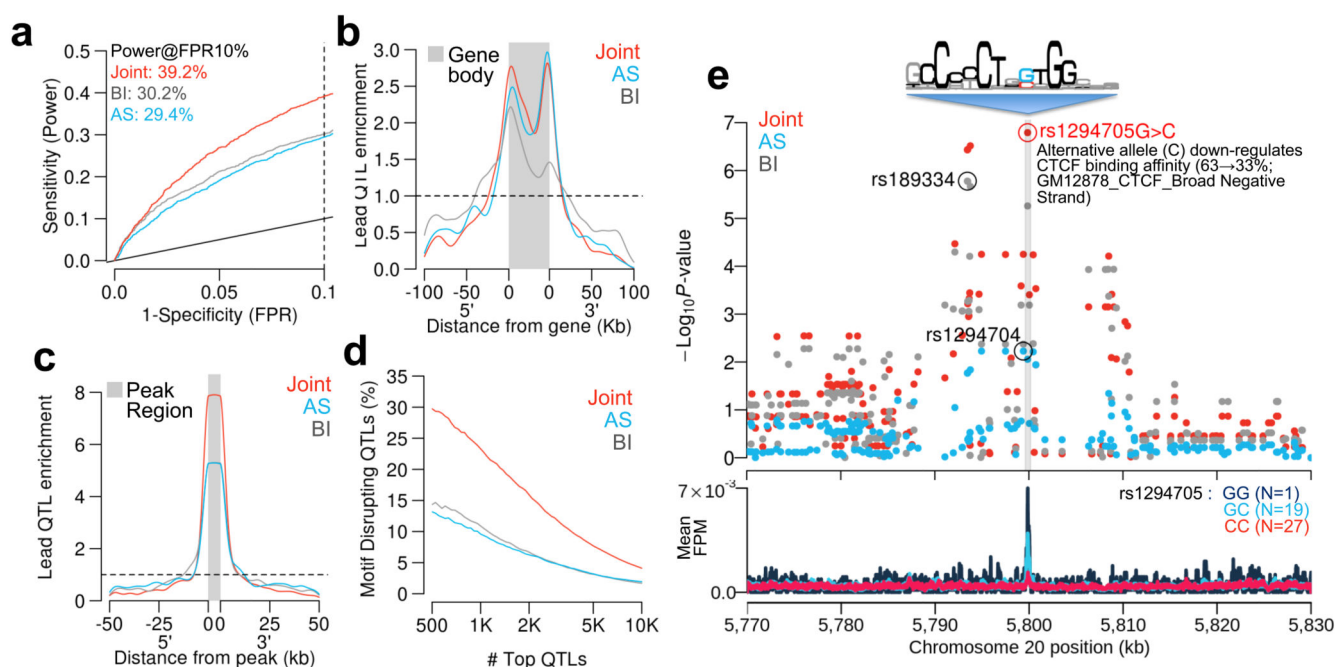 a
Power@FPR10%
Joint: 39.2%
BI: 30.2%
AS: 29.4%
0.5
0.4
0.3
0.2
0.1
0.0
Sensitivity (Power)
0.0
0.05
0.1
1-Specificity (FPR)
b
Gene
body
Joint
AS
BI
3.0
2.5
2.0
1.5
1.0
0.5
0.0
Lead QTL enrichment
-100 -50 0 0 50 100
5' 3'
Distance from gene (Kb)
c
Peak
Region
Joint
AS
BI
8
6
4
2
0
Lead QTL enrichment
-50 0 0 50
5' 3'
Distance from peak (kb)
d
Joint
AS
BI
35
30
25
20
15
10
5
0
Motif Disrupting QTLs (%)
500 1K 2K 5K 10K
# Top QTLs
e
Joint
AS
BI
7
6
5
4
3
2
1
0
−Log10P-value
rs1294705G>C
Alternative allele (C) down-regulates
CTCF binding affinity (63→33%;
GM12878_CTCF_Broad Negative
Strand)
rs189334
rs1294704
7×10-3
0.0
Mean
FPM
rs1294705 : GG (N=1)
GC (N=19)
CC (N=27)
5,770 5,780 5,790 5,800 5,810 5,820 5,830
Chromosome 20 position (kb)